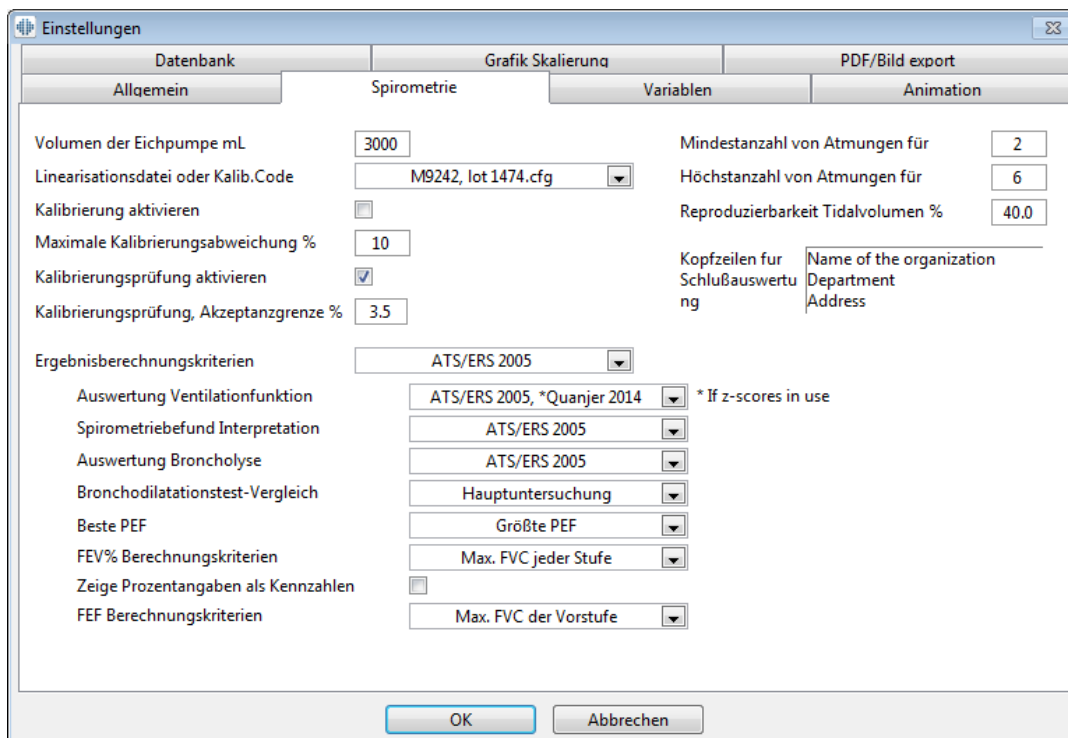 Einstellungen
Datenbank
Grafik Skalierung
PDF/Bild export
Allgemein
Spirometrie
Variablen
Animation
Volumen der Eichpumpe mL 3000
Linearisationsdatei oder Kalib.Code M9242, lot 1474.cfg
Kalibrierung aktivieren
Maximale Kalibrierungsabweichung % 10
Kalibrierungsprüfung aktivieren
Kalibrierungsprüfung, Akzeptanzgrenze % 3.5
Mindestanzahl von Atmungen für 2
Höchstanzahl von Atmungen für 6
Reproduzierbarkeit Tidalvolumen % 40.0
Kopfzeilen fur
Schlußauswertu
ng
Name of the organization
Department
Address
Ergebnisberechnungskriterien ATS/ERS 2005
Auswertung Ventilationfunktion ATS/ERS 2005, *Quanjer 2014 * If z-scores in use
Spirometriebefund Interpretation ATS/ERS 2005
Auswertung Broncholyse ATS/ERS 2005
Bronchodilatationstest-Vergleich Hauptuntersuchung
Beste PEF Größte PEF
FEV% Berechnungskriterien Max. FVC jeder Stufe
Zeige Prozentangaben als Kennzahlen
FEF Berechnungskriterien Max. FVC der Vorstufe
OK
Abbrechen